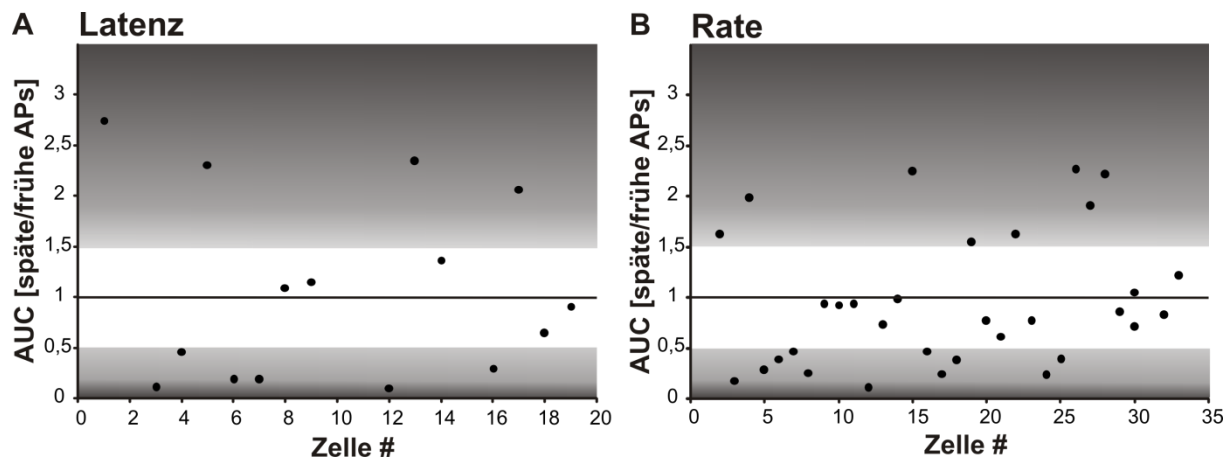 A Latenz
AUC [späte/frühe APs]
3
2,5
2
1,5
1
0,5
0
0 2 4 6 8 10 12 14 16 18 20
Zelle #
B Rate
AUC [späte/frühe APs]
3
2,5
2
1,5
1
0,5
0
0 5 10 15 20 25 30 35
Zelle #